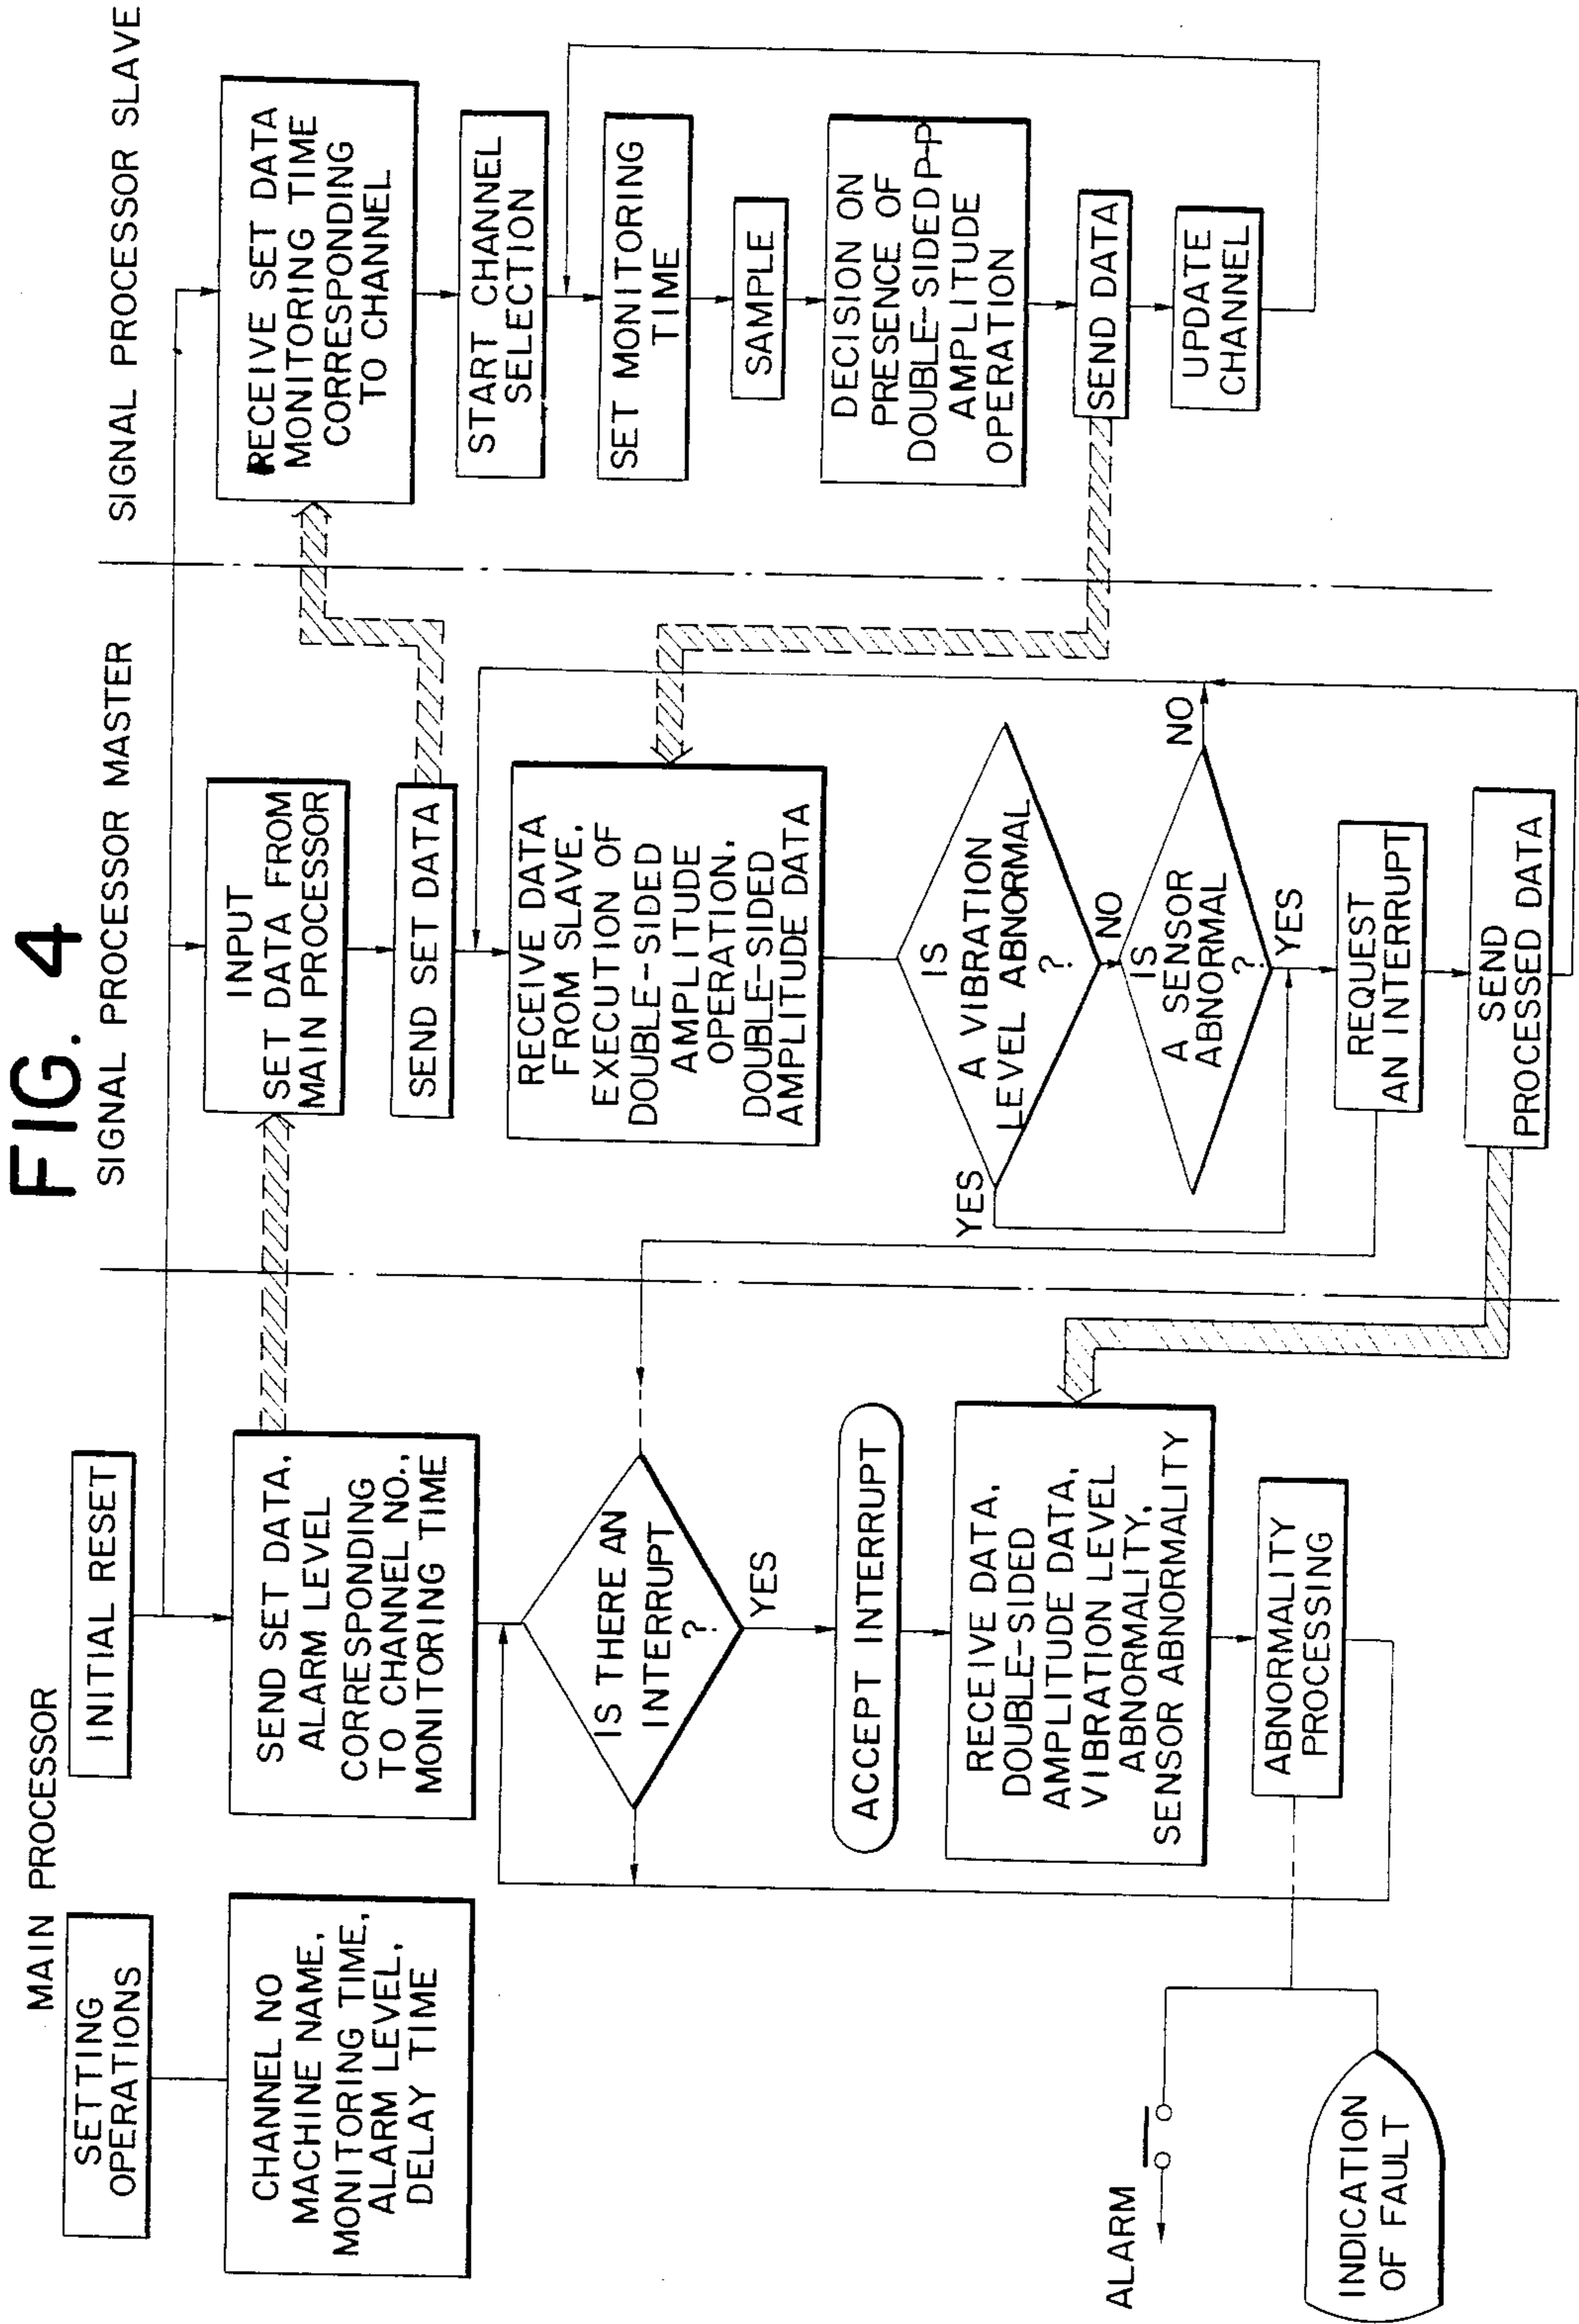 FIG. 4
MAIN PROCESSOR
SETTING
OPERATIONS
CHANNEL NO
MACHINE NAME,
MONITORING TIME,
ALARM LEVEL,
DELAY TIME
INITIAL RESET
SEND SET DATA,
ALARM LEVEL
CORRESPONDING
TO CHANNEL NO.,
MONITORING TIME
IS THERE AN
INTERRUPT
?
YES
ACCEPT INTERRUPT
RECEIVE DATA,
DOUBLE-SIDED
AMPLITUDE DATA,
VIBRATION LEVEL
ABNORMALITY,
SENSOR ABNORMALITY
ABNORMALITY
PROCESSING
ALARM
INDICATION
OF FAULT
SIGNAL PROCESSOR MASTER
INPUT
SET DATA FROM
MAIN PROCESSOR
SEND SET DATA
RECEIVE DATA
FROM SLAVE.
EXECUTION OF
DOUBLE-SIDED
AMPLITUDE
OPERATION.
DOUBLE-SIDED
AMPLITUDE DATA
IS
A VIBRATION
LEVEL ABNORMAL
?
YES
NO
IS
A SENSOR
ABNORMAL
?
NO
YES
REQUEST
AN INTERRUPT
SEND
PROCESSED DATA
SIGNAL PROCESSOR SLAVE
RECEIVE SET DATA
MONITORING TIME
CORRESPONDING
TO CHANNEL
START CHANNEL
SELECTION
SET MONITORING
TIME
SAMPLE
DECISION ON
PRESENCE OF
DOUBLE-SIDED P-P
AMPLITUDE
OPERATION
SEND DATA
UPDATE
CHANNEL